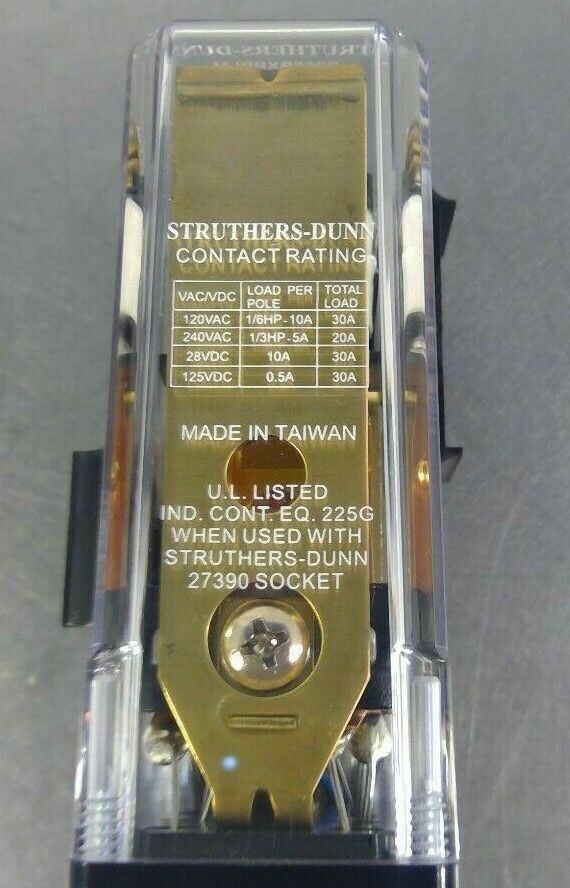 STRUTHERS-DUNN
STRUTHERS-DUNN
CONTACT RATING
VAC/VDC LOAD PER POLE TOTAL LOAD
120VAC 1/6HP-10A 30A
240VAC 1/3HP-5A 20A
28VDC 10A 30A
125VDC 0.5A 30A
MADE IN TAIWAN
U.L. LISTED
IND. CONT. EQ. 225G
WHEN USED WITH
STRUTHERS-DUNN
27390 SOCKET